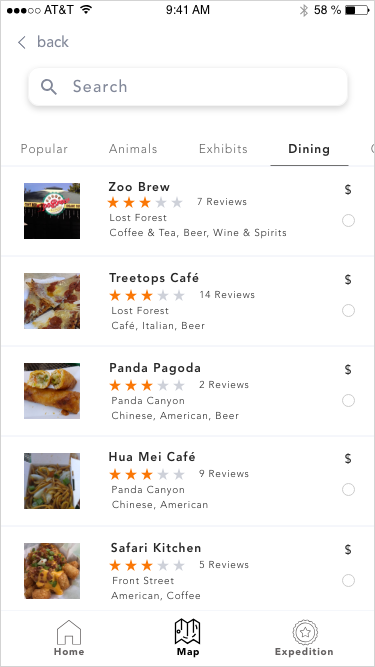 AT&T 9:41 AM 58 %
back
Search
Popular Animals Exhibits Dining
Zoo Brew $
7 Reviews
Lost Forest
Coffee & Tea, Beer, Wine & Spirits
Treetops Café $
14 Reviews
Lost Forest
Café, Italian, Beer
Panda Pagoda $
2 Reviews
Panda Canyon
Chinese, American, Beer
Hua Mei Café $
9 Reviews
Panda Canyon
Chinese, American
Safari Kitchen $
5 Reviews
Front Street
American, Coffee
Home Map Expedition